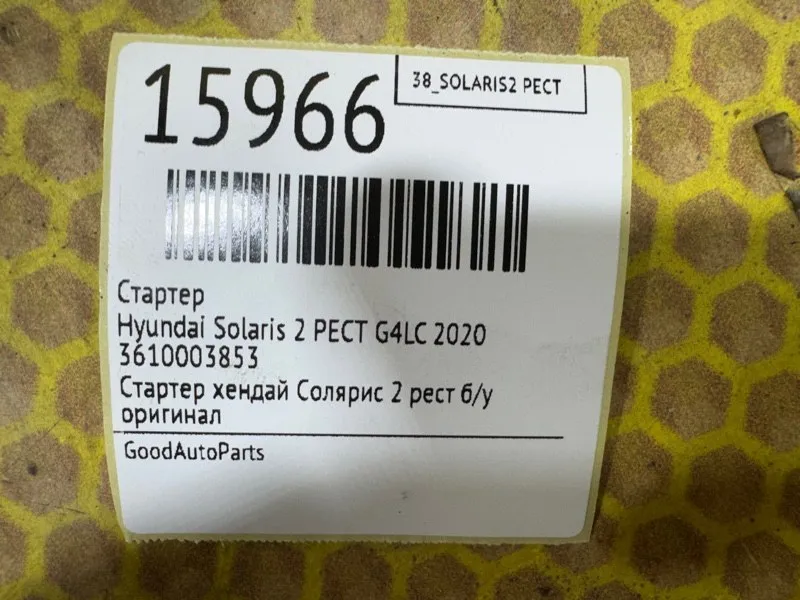 15966
38_SOLARIS2 РЕСТ
Стартер
Hyundai Solaris 2 РЕСТ G4LC 2020
3610003853
Стартер хендай Солярис 2 рест б/у
оригинал
GoodAutoParts